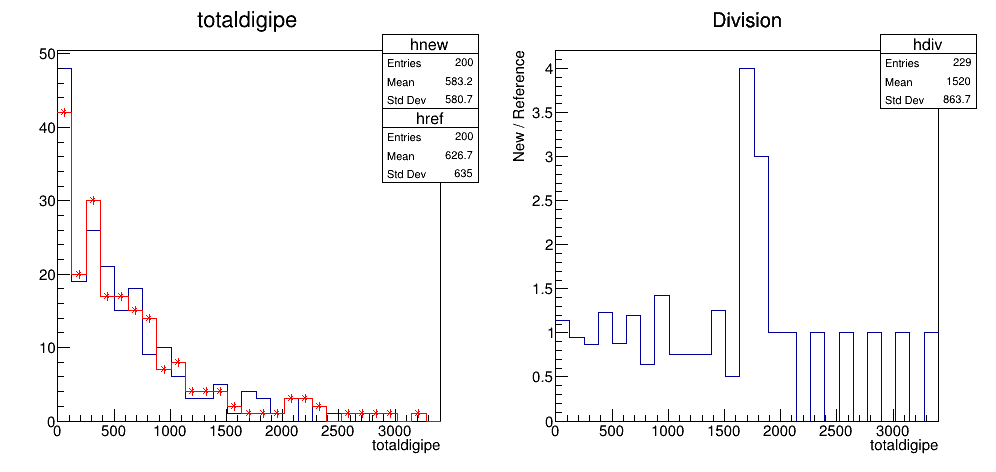 totaldigipe
hnew
Entries 200
Mean 583.2
Std Dev 580.7
href
Entries 200
Mean 626.7
Std Dev 635
50
40
30
20
10
0
0 500 1000 1500 2000 2500 3000
totaldigipe
Division
hdiv
Entries 229
Mean 1520
Std Dev 863.7
New / Reference
4
3.5
3
2.5
2
1.5
1
0.5
0
0 500 1000 1500 2000 2500 3000
totaldigipe